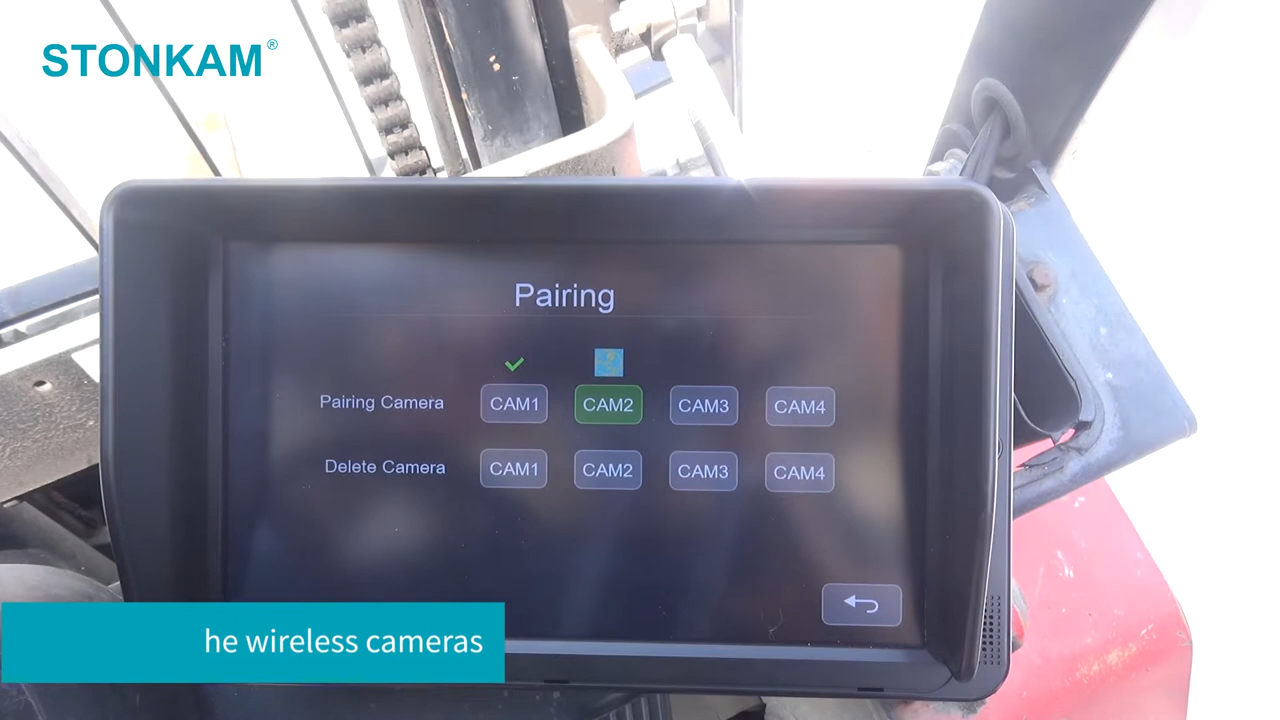 STONKAM®
Pairing
Pairing Camera CAM1 CAM2 CAM3 CAM4
Delete Camera CAM1 CAM2 CAM3 CAM4
he wireless cameras